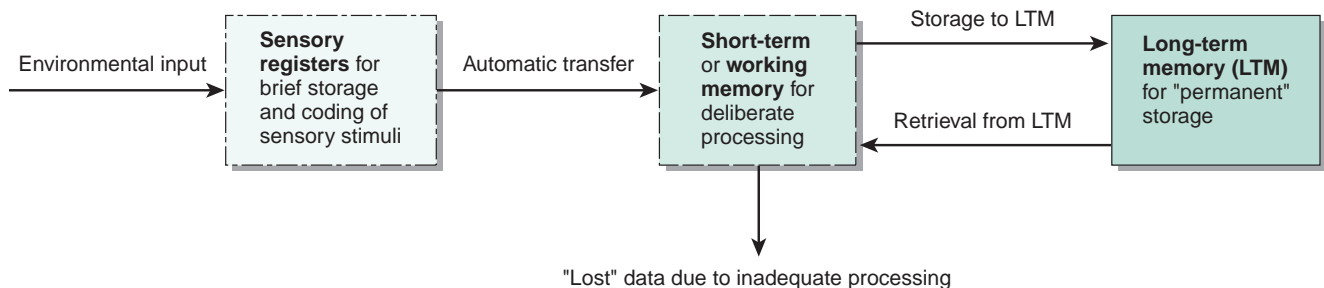 Environmental input
Sensory
registers for
brief storage
and coding of
sensory stimuli
Automatic transfer
Short-term
or working
memory for
deliberate
processing
Storage to LTM
Retrieval from LTM
Long-term
memory (LTM)
for "permanent"
storage
"Lost" data due to inadequate processing